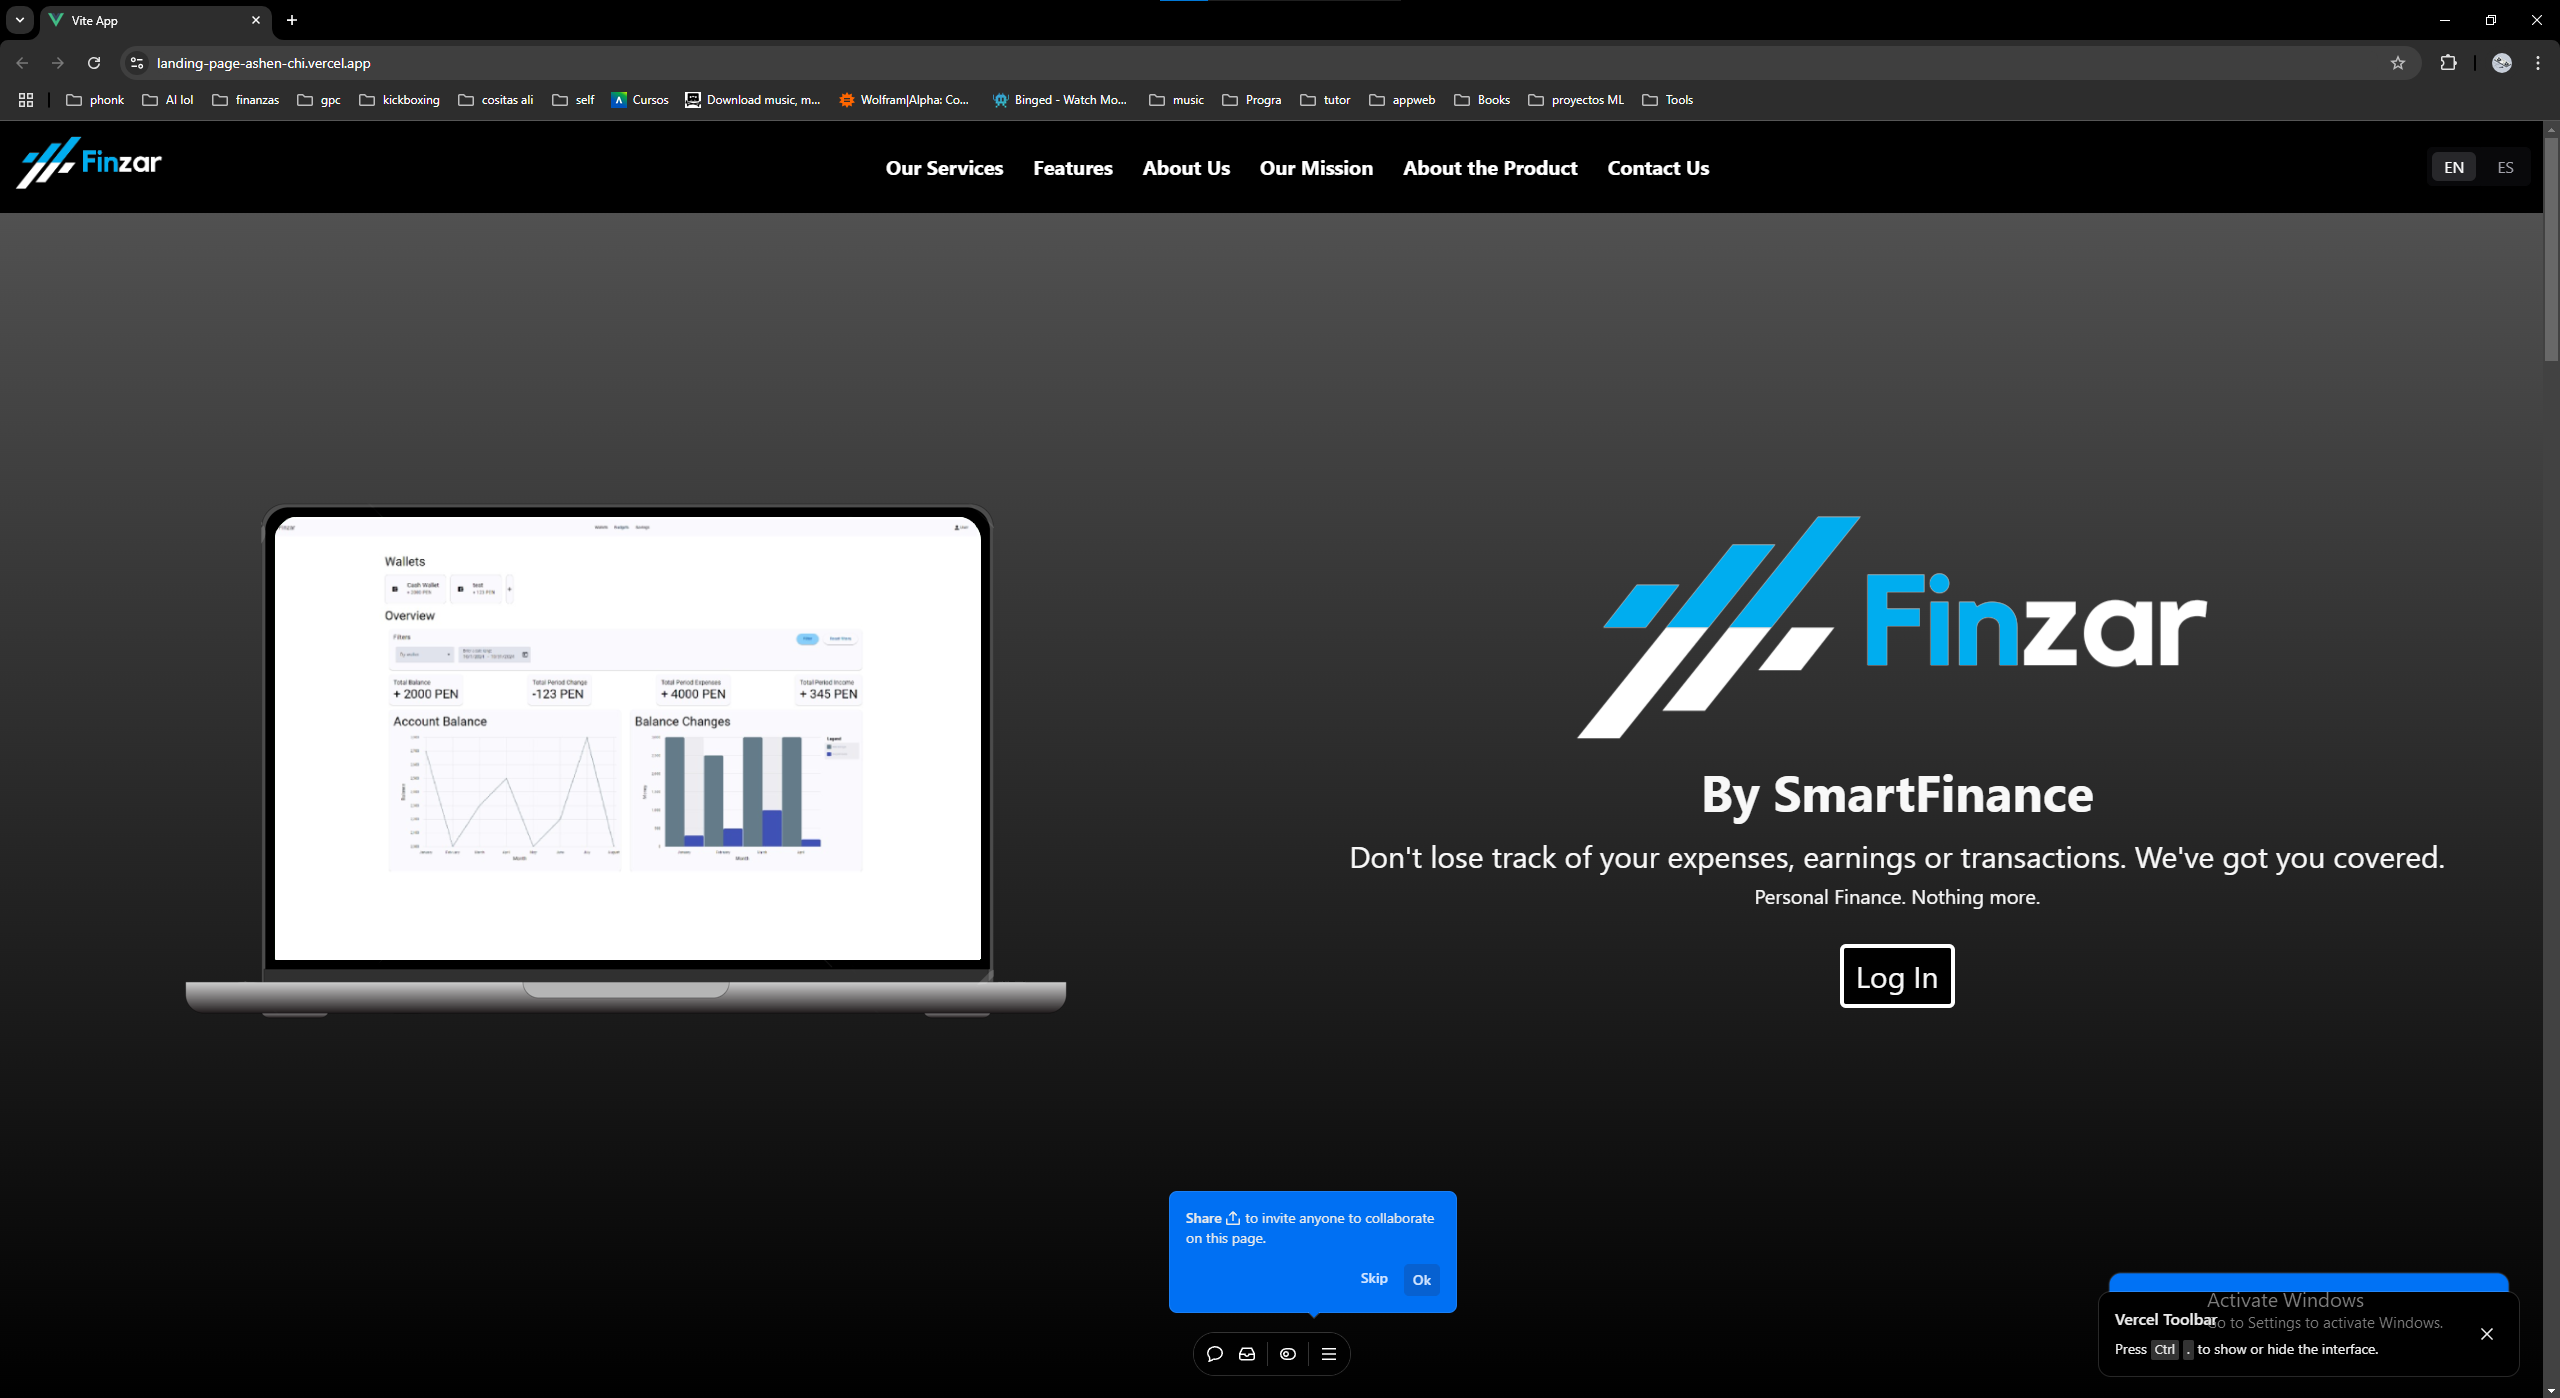 Vite App
landing-page-ashen-chi.vercel.app
phonk
AI lol
finanzas
gpc
kickboxing
cositas ali
self
Cursos
Download music, m...
Wolfram|Alpha: Co...
Binged - Watch Mo...
music
Progra
tutor
appweb
Books
proyectos ML
Tools
Finzar
Our Services
Features
About Us
Our Mission
About the Product
Contact Us
EN
ES
Wallets
Cash Wallet
test
+ 123 PEN
Overview
Filters
Total Balance
+ 2000 PEN
Total Period Change
-123 PEN
Total Period Expenses
+ 4000 PEN
Total Period Income
+ 345 PEN
Account Balance
Month
Balance Changes
Legend
Month
Finzar
By SmartFinance
Don't lose track of your expenses, earnings or transactions. We've got you covered.
Personal Finance. Nothing more.
Log In
Share to invite anyone to collaborate
on this page.
Skip
Ok
Activate Windows
Go to Settings to activate Windows.
Vercel Toolbar
Press Ctrl . to show or hide the interface.